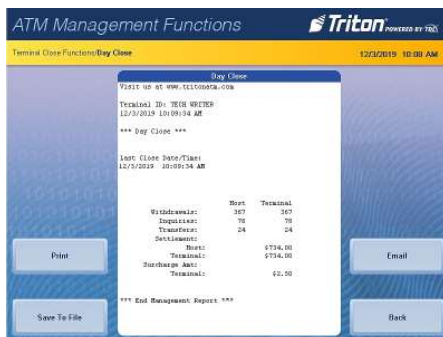 ATM Management Functions
Triton POWERED BY TDL
Terminal Close Functions/Day Close
12/3/2019 10:08 AM
Day Close
Visit us at www.tritonatm.com
Terminal ID: TECH WRITER
12/3/2019 10:09:34 AM
*** Day Close ***
Last Close Date/Time:
12/3/2019 10:09:34 AM
Host Terminal
Withdrawals: 367 367
Inquiries: 78 78
Transfers: 24 24
Settlement:
Host: $734.00
Terminal: $734.00
Surcharge Amt:
Terminal: $2.50
*** End Management Report ***
Print
Email
Save To File
Back